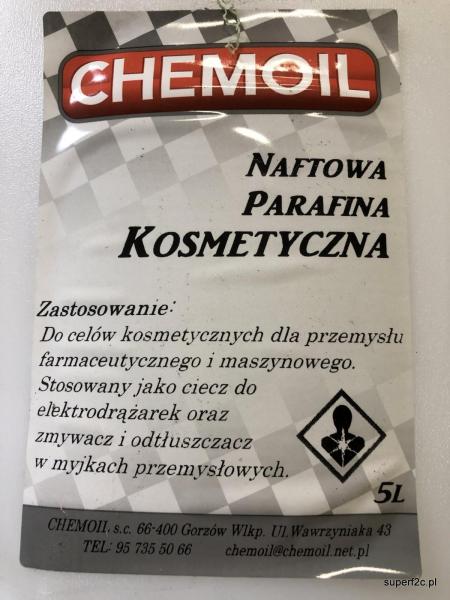 CHEMOIL
NAFTOWA
PARAFINA
KOSMETYCZNA
Zastosowanie:
Do celów kosmetycznych dla przemysłu
farmaceutycznego i maszynowego.
Stosowany jako ciecz do
elektrodrążarek oraz
zmywacz i odtłuszczacz
w myjkach przemysłowych.
5L
CHEMOIL s.c. 66-400 Gorzów Wlkp. Ul.Wawrzyniaka 43
TEL: 95 735 50 66 chemoil@chemoil.net.pl
superf2c.pl